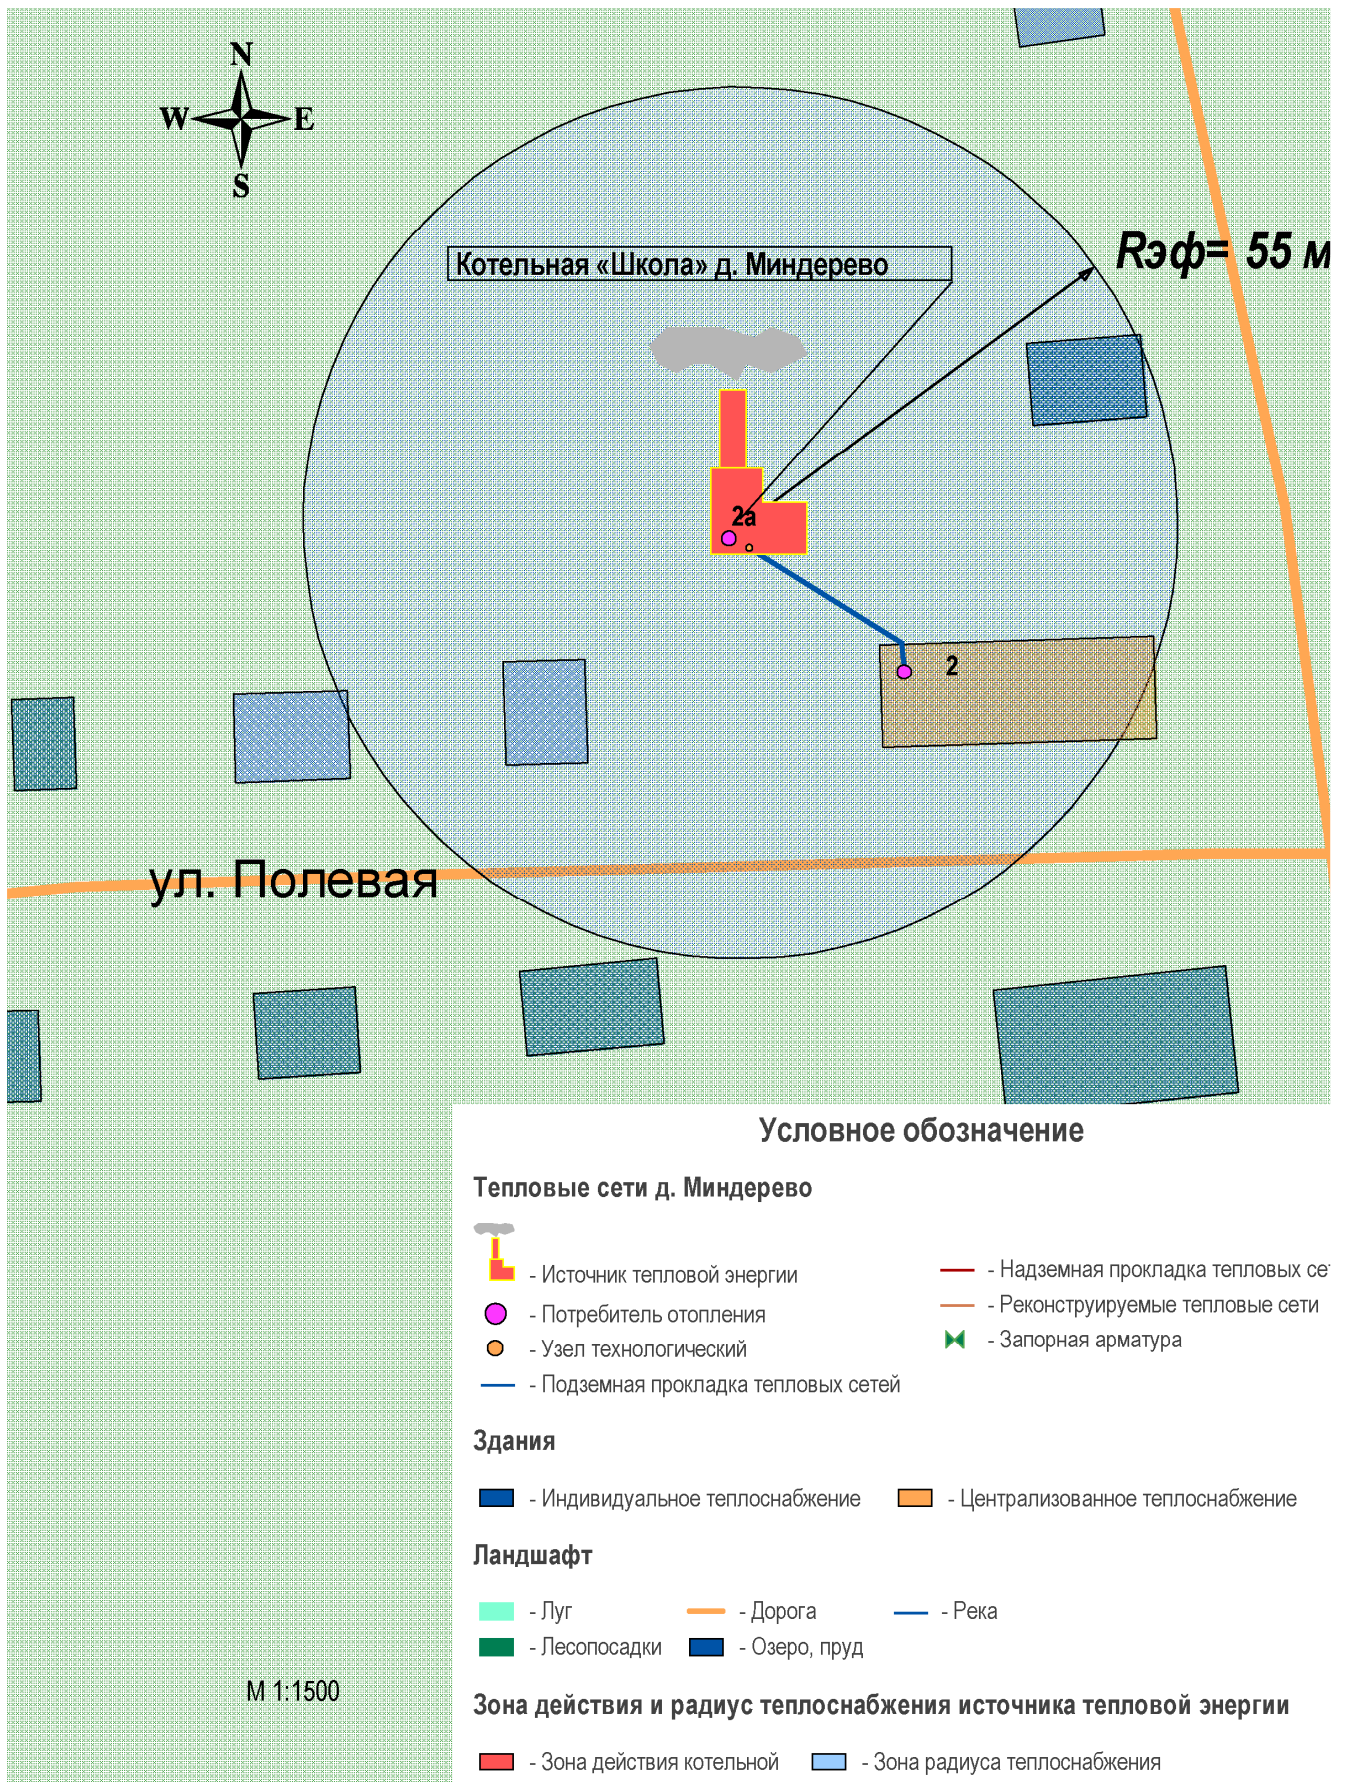 N
W E
S
Rэф= 55 м
Котельная «Школа» д. Миндерево
2а
2
ул. Полевая
Условное обозначение
Тепловые сети д. Миндерево
- Источник тепловой энергии
- Надземная прокладка тепловых се
- Потребитель отопления
- Реконструируемые тепловые сети
- Узел технологический
- Запорная арматура
- Подземная прокладка тепловых сетей
Здания
- Индивидуальное теплоснабжение
- Централизованное теплоснабжение
Ландшафт
- Луг
- Дорога
- Река
- Лесопосадки
- Озеро, пруд
М 1:1500
Зона действия и радиус теплоснабжения источника тепловой энергии
- Зона действия котельной
- Зона радиуса теплоснабжения